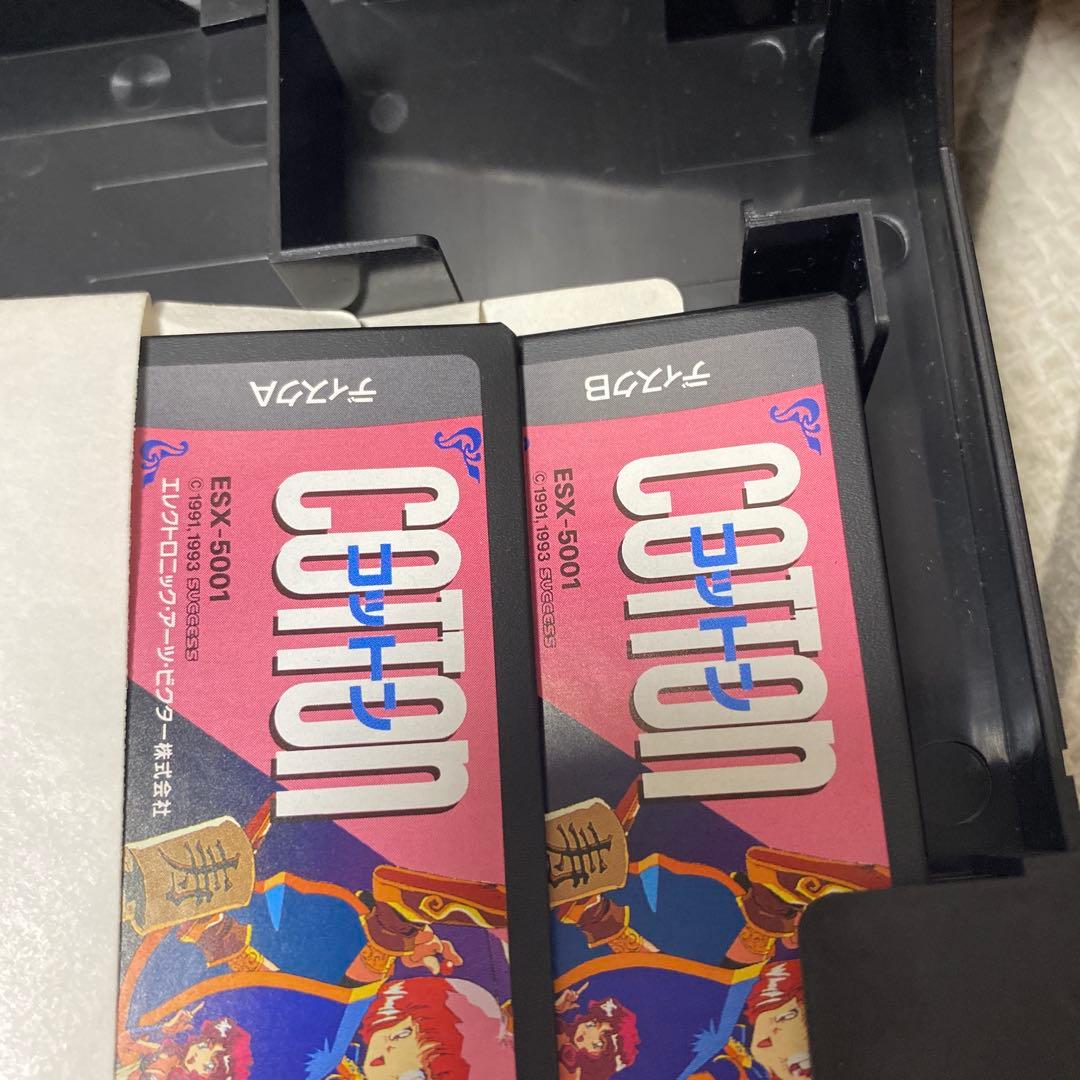 ディスクA
COTTON
コットン
ESX-5001
© 1991, 1993 SUCCESS
エレクトロニック・アーツ・ビクター株式会社
ディスクB
COTTON
コットン
ESX-5001
© 1991, 1993 SUCCESS